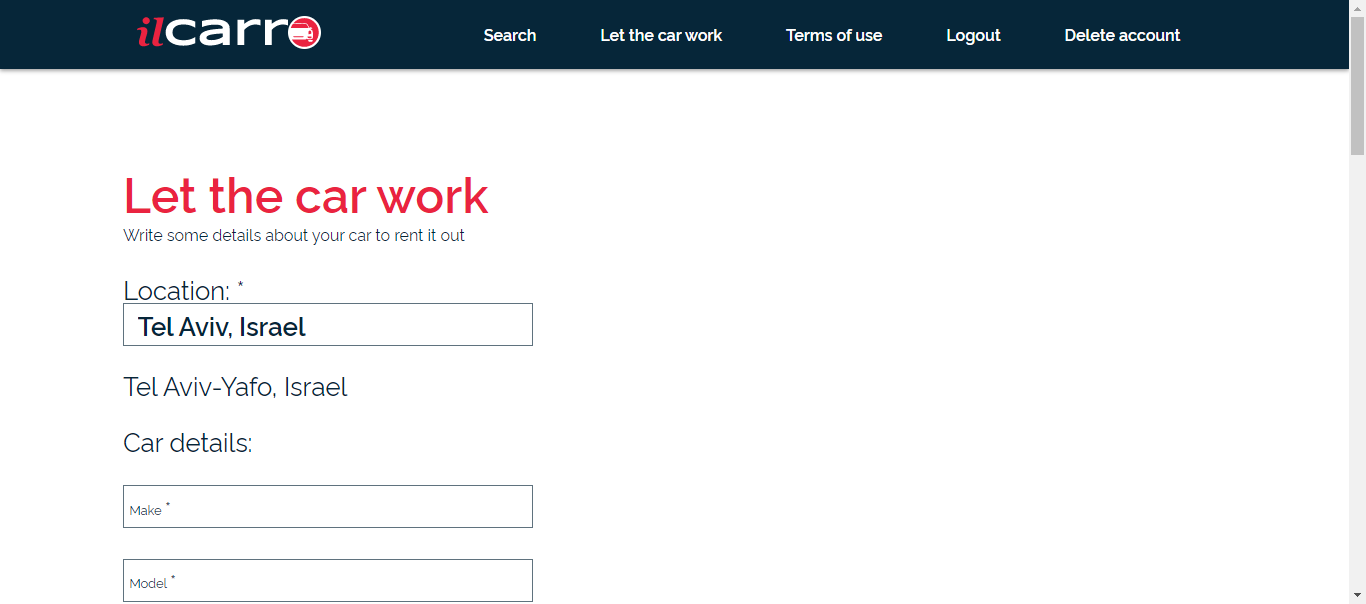 ilcarro
Search Let the car work Terms of use Logout Delete account
Let the car work
Write some details about your car to rent it out
Location: *
Tel Aviv, Israel
Tel Aviv-Yafo, Israel
Car details:
Make *
Model *